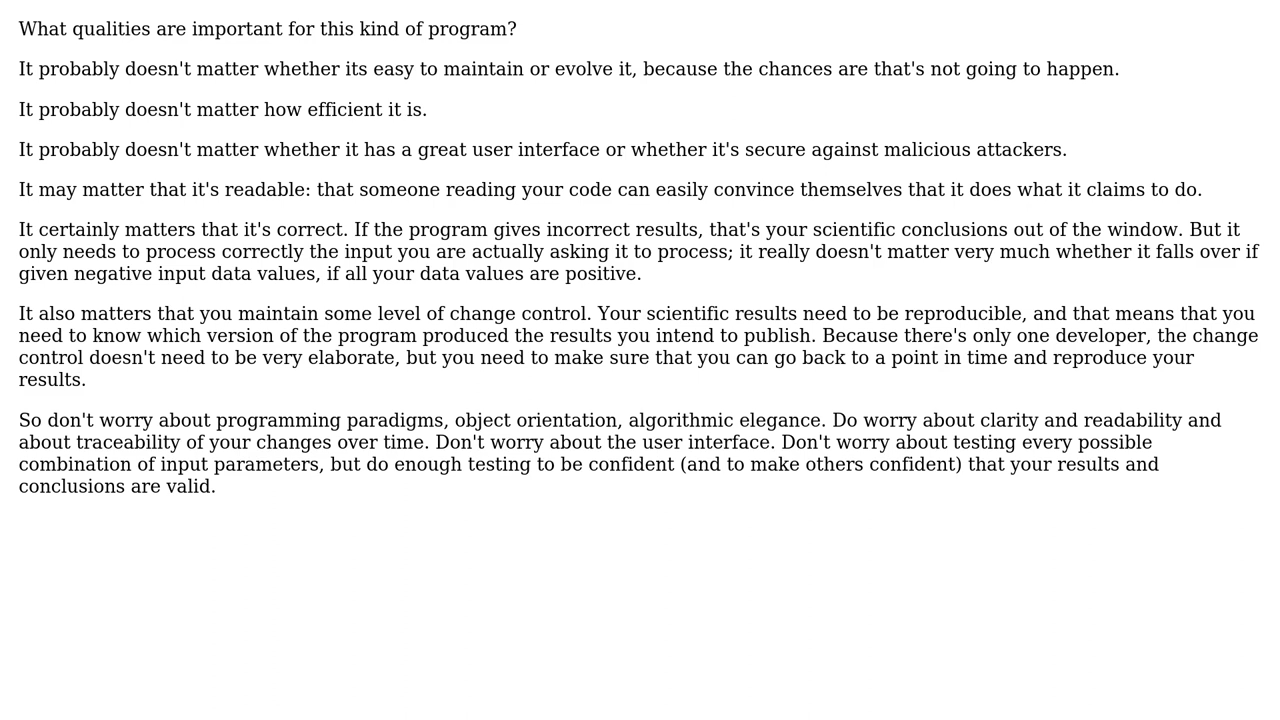 What qualities are important for this kind of program?
It probably doesn't matter whether its easy to maintain or evolve it, because the chances are that's not going to happen.
It probably doesn't matter how efficient it is.
It probably doesn't matter whether it has a great user interface or whether it's secure against malicious attackers.
It may matter that it's readable: that someone reading your code can easily convince themselves that it does what it claims to do.
It certainly matters that it's correct. If the program gives incorrect results, that's your scientific conclusions out of the window. But it
only needs to process correctly the input you are actually asking it to process; it really doesn't matter very much whether it falls over if
given negative input data values, if all your data values are positive.
It also matters that you maintain some level of change control. Your scientific results need to be reproducible, and that means that you
need to know which version of the program produced the results you intend to publish. Because there's only one developer, the change
control doesn't need to be very elaborate, but you need to make sure that you can go back to a point in time and reproduce your
results.
So don't worry about programming paradigms, object orientation, algorithmic elegance. Do worry about clarity and readability and
about traceability of your changes over time. Don't worry about the user interface. Don't worry about testing every possible
combination of input parameters, but do enough testing to be confident (and to make others confident) that your results and
conclusions are valid.